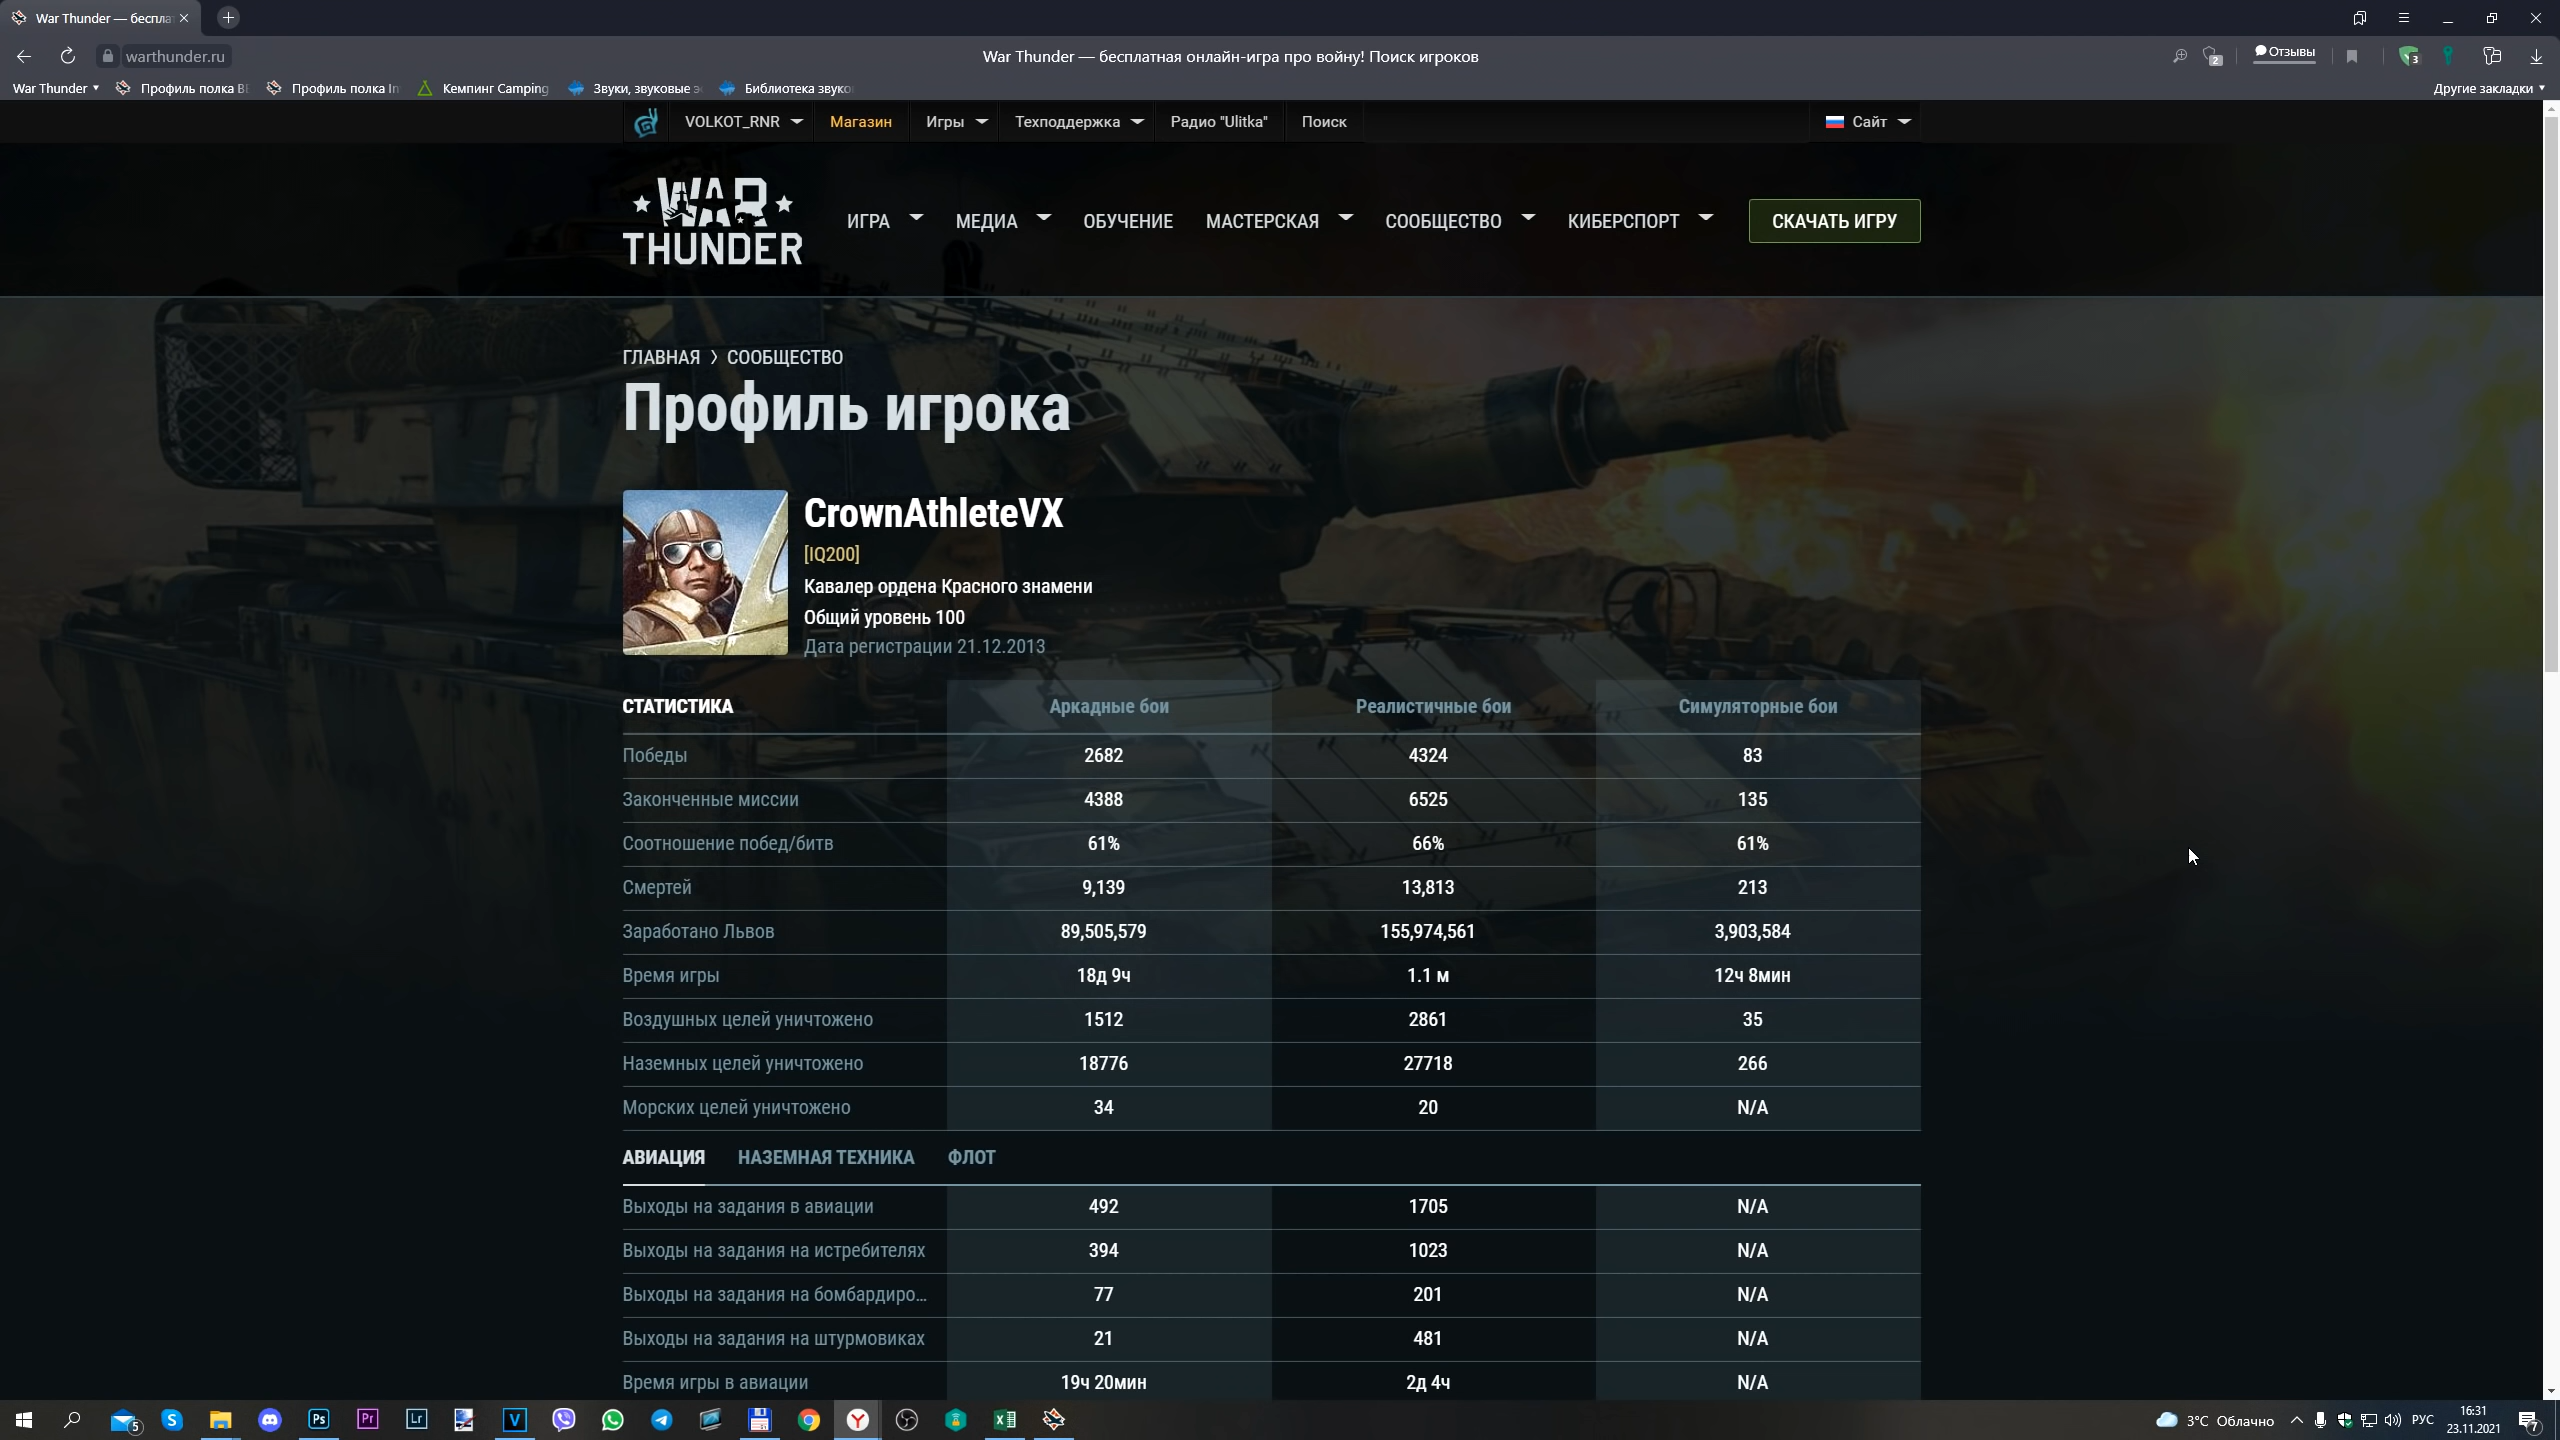 War Thunder — беспла
warthunder.ru
War Thunder — бесплатная онлайн-игра про войну! Поиск игроков
2
Отзывы
3
War Thunder
Профиль полка
Профиль полка
Кемпинг Camping
Звуки, звуковые
Библиотека звуко
Другие закладки
VOLKOT_RNR
Магазин
Игры
Техподдержка
Радио "Ulitka"
Поиск
Сайт
WAR THUNDER
ИГРА
МЕДИА
ОБУЧЕНИЕ
МАСТЕРСКАЯ
СООБЩЕСТВО
КИБЕРСПОРТ
СКАЧАТЬ ИГРУ
ГЛАВНАЯ > СООБЩЕСТВО
Профиль игрока
CrownAthleteVX
[IQ200]
Кавалер ордена Красного знамени
Общий уровень 100
Дата регистрации 21.12.2013
СТАТИСТИКА Аркадные бои Реалистичные бои Симуляторные бои
Победы 2682 4324 83
Законченные миссии 4388 6525 135
Соотношение побед/битв 61% 66% 61%
Смертей 9,139 13,813 213
Заработано Львов 89,505,579 155,974,561 3,903,584
Время игры 18д 9ч 1.1 м 12ч 8мин
Воздушных целей уничтожено 1512 2861 35
Наземных целей уничтожено 18776 27718 266
Морских целей уничтожено 34 20 N/A
АВИАЦИЯ НАЗЕМНАЯ ТЕХНИКА ФЛОТ
Выходы на задания в авиации 492 1705 N/A
Выходы на задания на истребителях 394 1023 N/A
Выходы на задания на бомбардиро... 77 201 N/A
Выходы на задания на штурмовиках 21 481 N/A
Время игры в авиации 19ч 20мин 2д 4ч N/A
5
Ps
Pr
Lr
V
3°C Облачно
РУС
16:31
23.11.2021
7